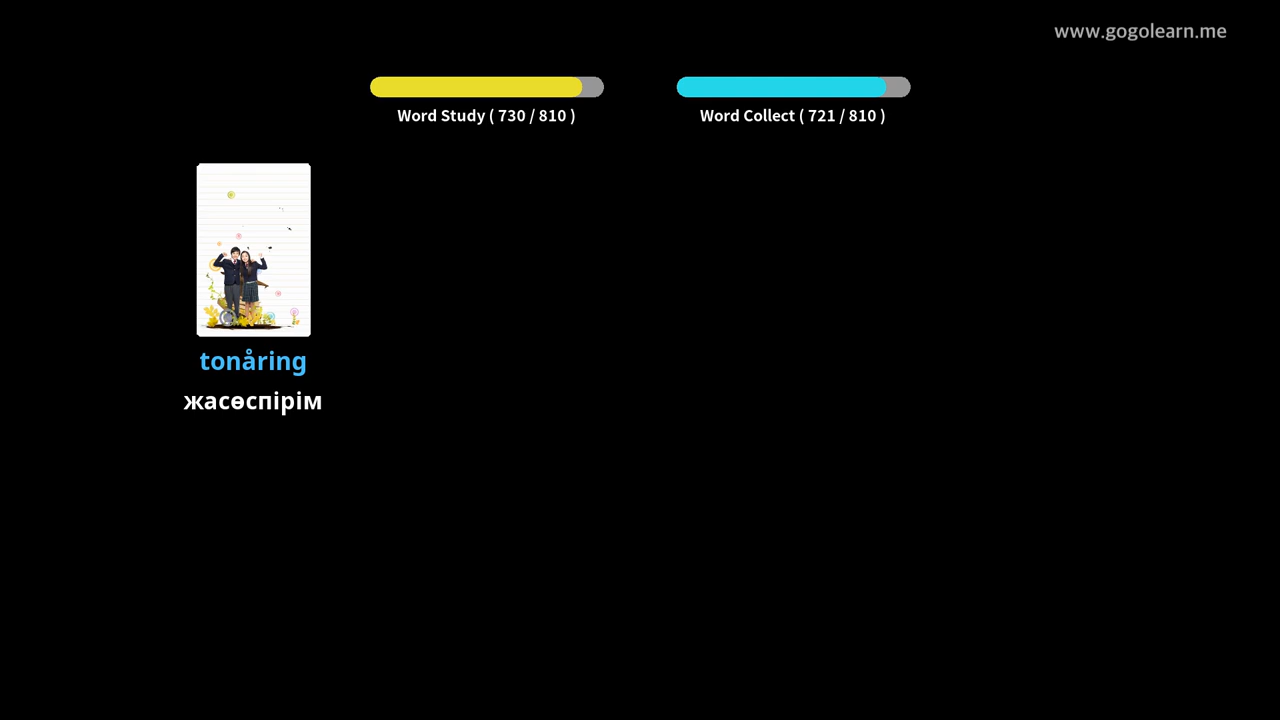 www.gogolearn.me
Word Study ( 730 / 810 )
Word Collect ( 721 / 810 )
tonåring
жасөспірім